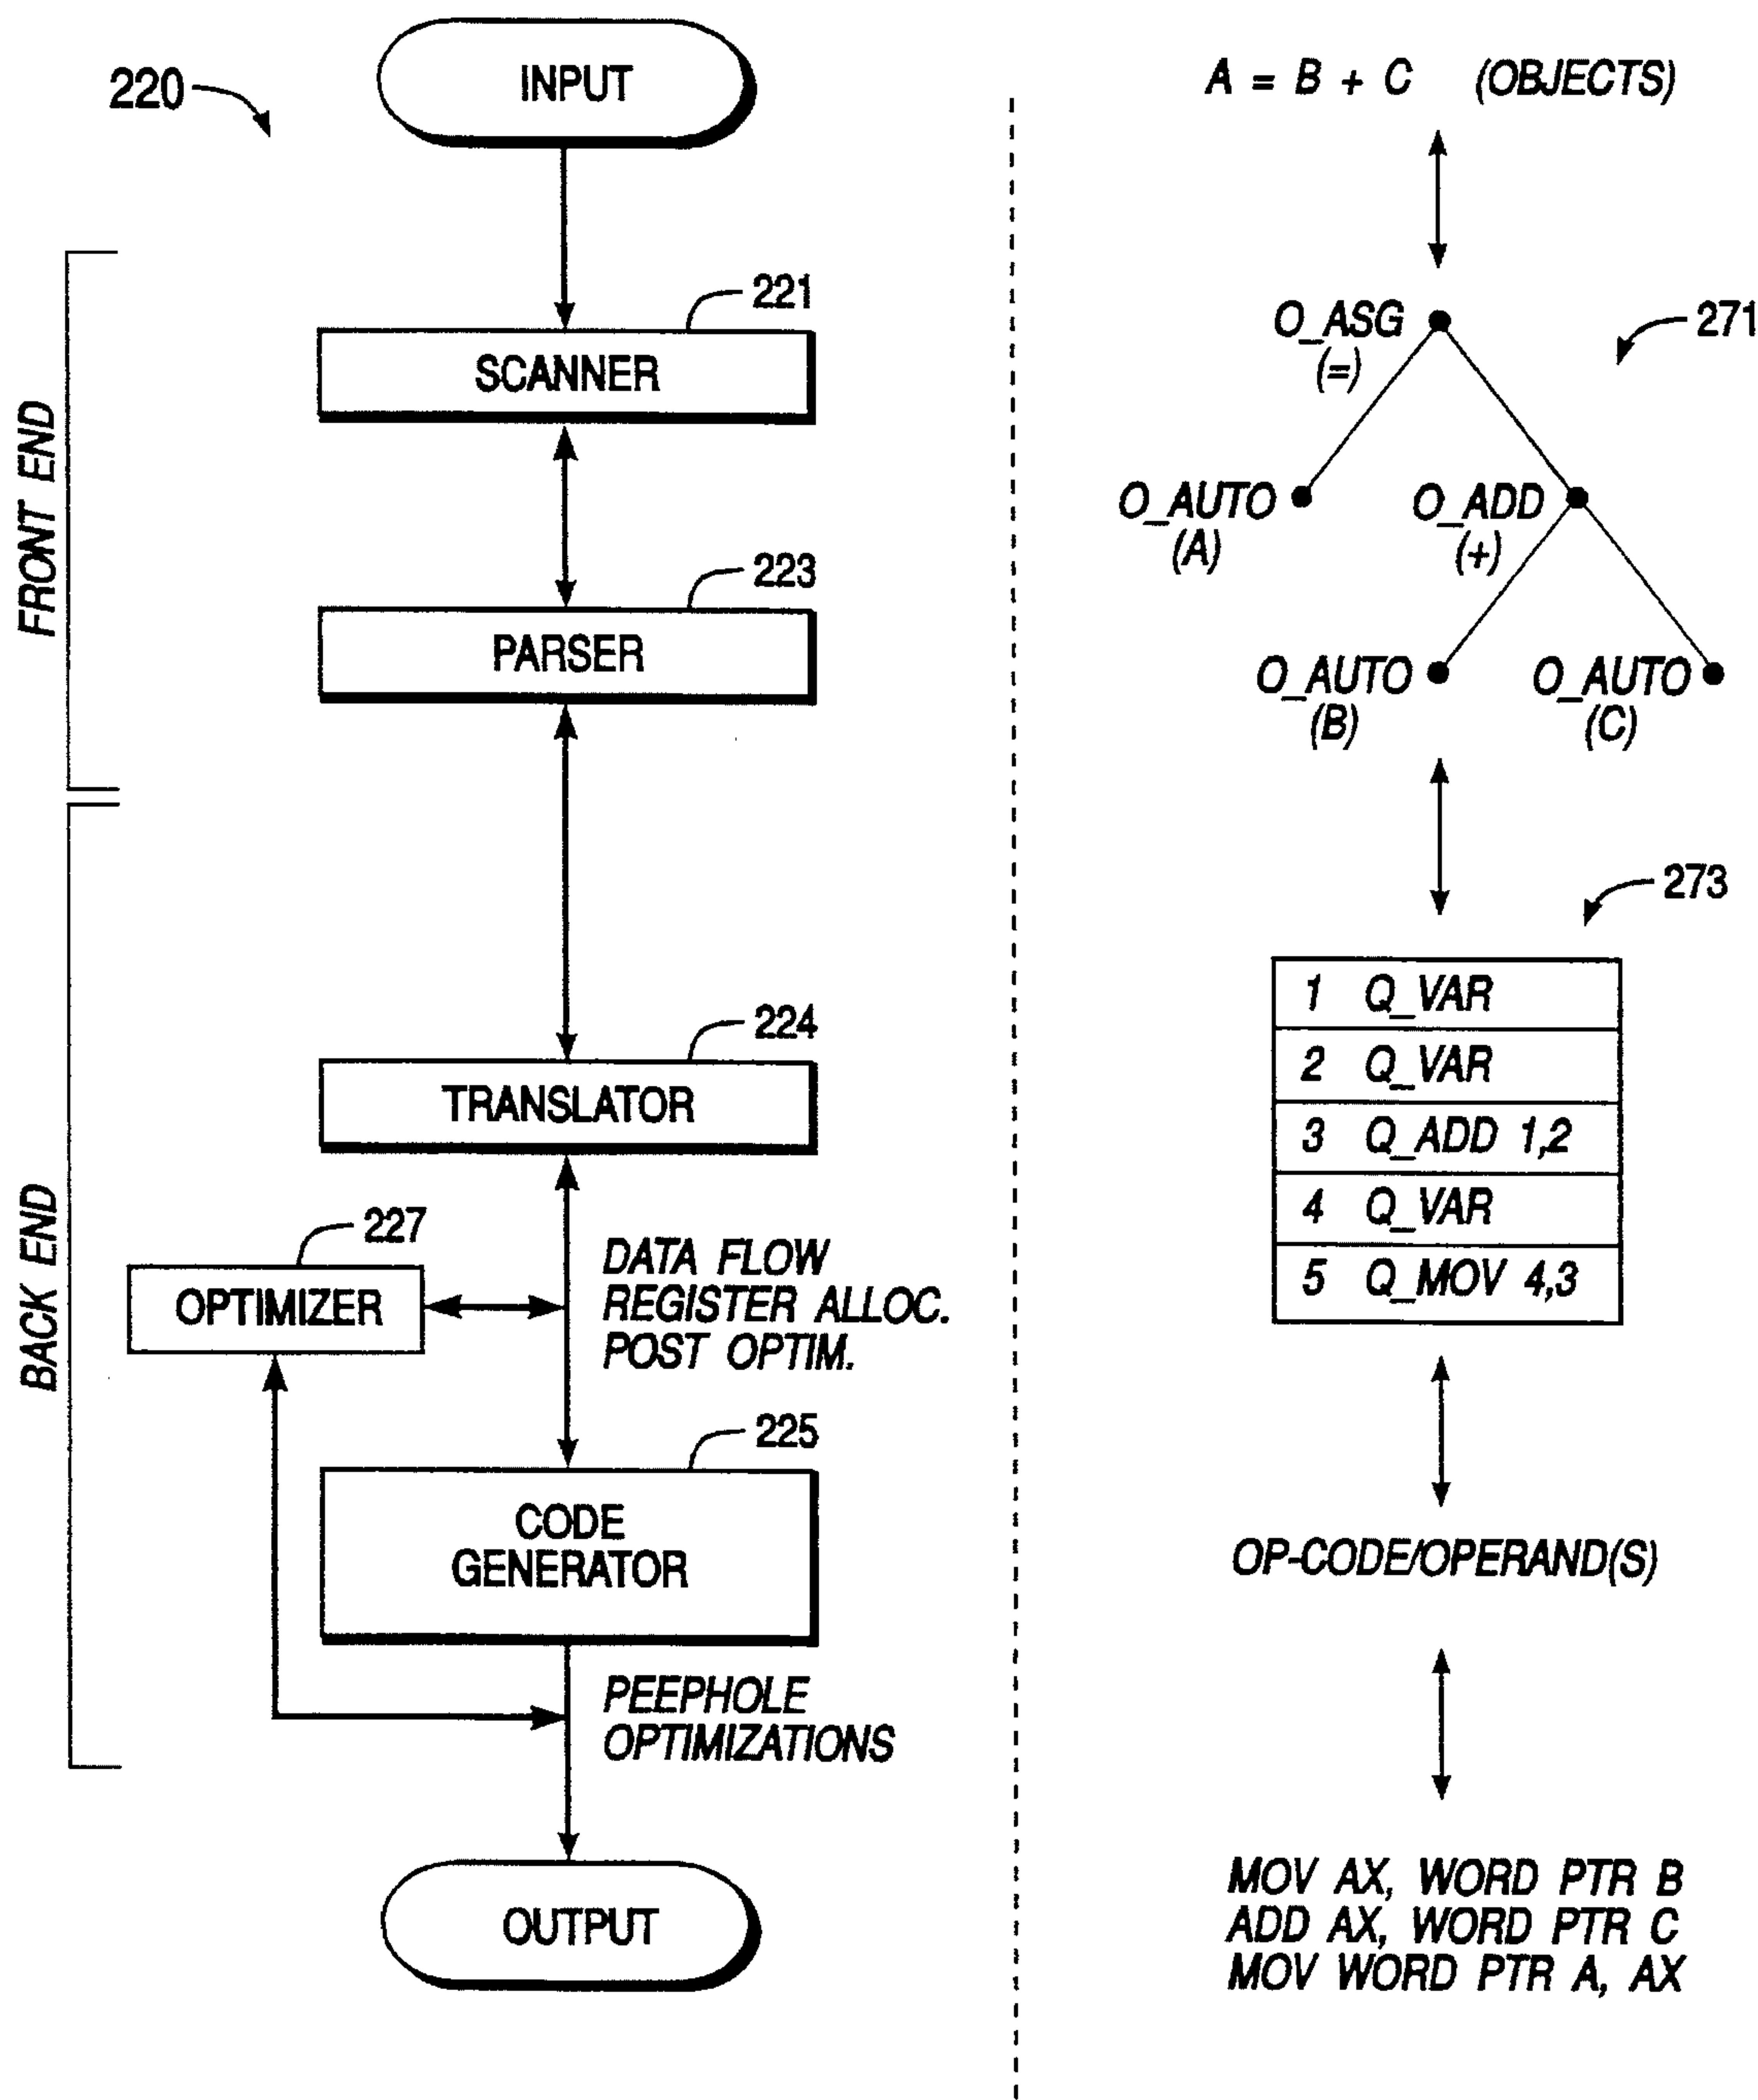 220
INPUT
FRONT END
221
SCANNER
223
PARSER
BACK END
224
TRANSLATOR
227
OPTIMIZER
DATA FLOW
REGISTER ALLOC.
POST OPTIM.
225
CODE
GENERATOR
PEEPHOLE
OPTIMIZATIONS
OUTPUT
A = B + C (OBJECTS)
271
O_ASG
(=)
O_AUTO
(A)
O_ADD
(+)
O_AUTO
(B)
O_AUTO
(C)
273
1 Q_VAR
2 Q_VAR
3 Q_ADD 1,2
4 Q_VAR
5 Q_MOV 4,3
OP-CODE/OPERAND(S)
MOV AX, WORD PTR B
ADD AX, WORD PTR C
MOV WORD PTR A, AX